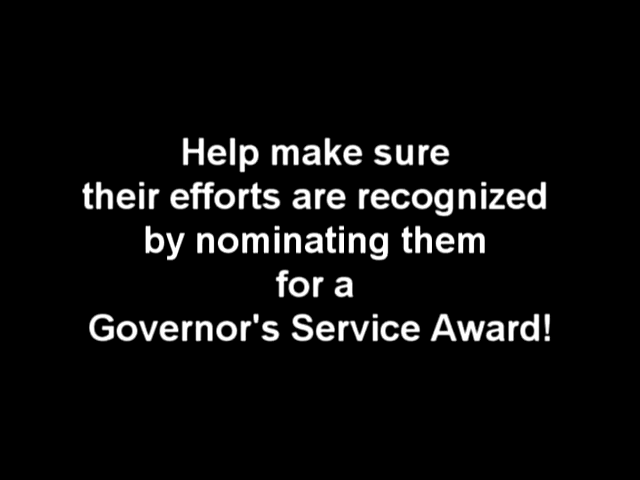 Help make sure
their efforts are recognized
by nominating them
for a
Governor's Service Award!